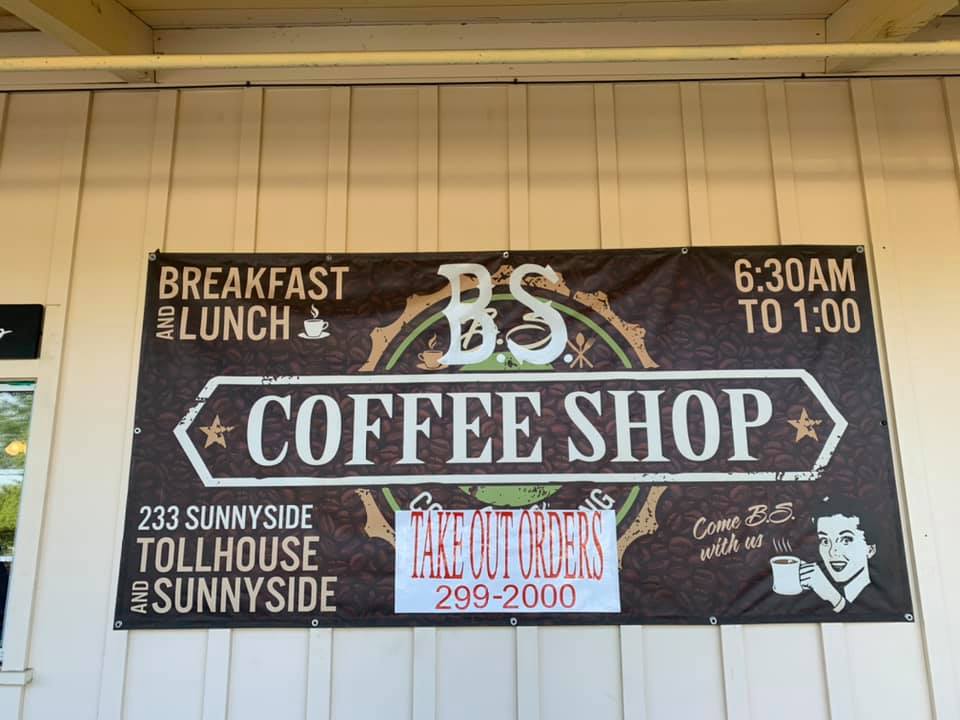 BREAKFAST
AND LUNCH
B.S.
6:30AM
TO 1:00
COFFEE SHOP
233 SUNNYSIDE
TOLLHOUSE
AND SUNNYSIDE
TAKE OUT ORDERS
299-2000
Come B.S.
with us